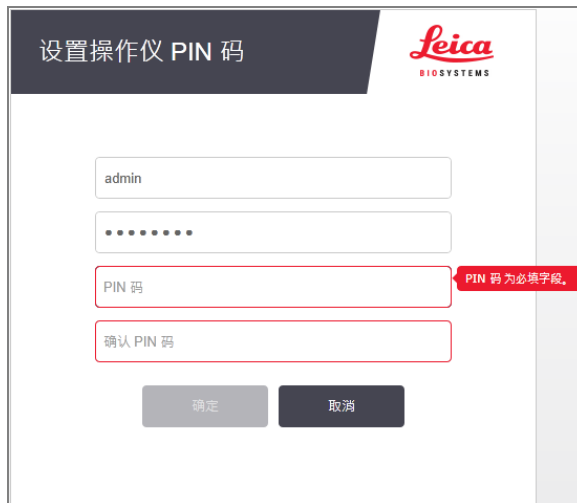 设置操作仪 PIN 码
Leica
BIOSYSTEMS
admin
••••••••
PIN 码
PIN 码 为必填字段。
确认 PIN 码
确定
取消